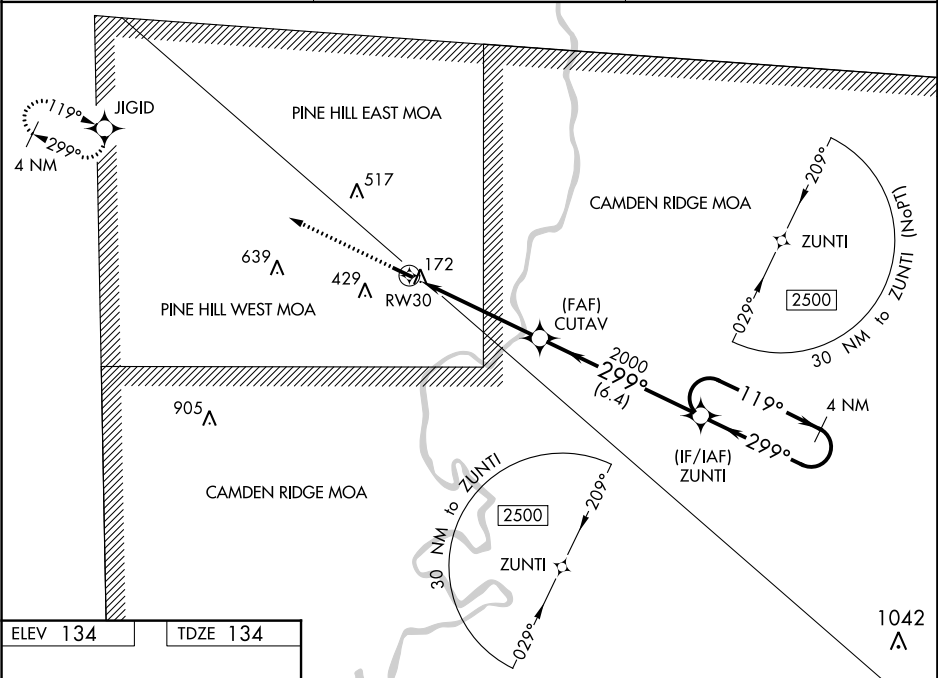 PINE HILL EAST MOA
JIGID
119°
299°
4 NM
517
CAMDEN RIDGE MOA
209°
ZUNTI
2500
029°
30 NM to ZUNTI (NoPT)
639
429
172
RW30
PINE HILL WEST MOA
(FAF)
CUTAV
2000
299°
(6.4)
119°
4 NM
299°
(IF/IAF)
ZUNTI
905
CAMDEN RIDGE MOA
30 NM to ZUNTI
209°
2500
ZUNTI
029°
1042
ELEV 134
TDZE 134